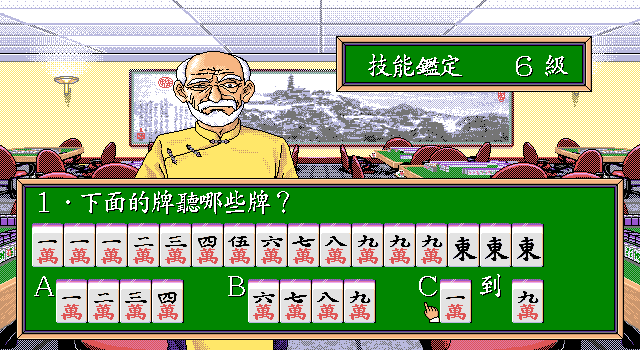 技能鑑定 6級
1．下面的牌聽哪些牌？
一萬 一萬 一萬 二萬 三萬 四萬 伍萬 六萬 七萬 八萬 九萬 九萬 九萬 東 東 東
A 一萬 二萬 三萬 四萬 B 六萬 七萬 八萬 九萬 C 一萬 到 九萬